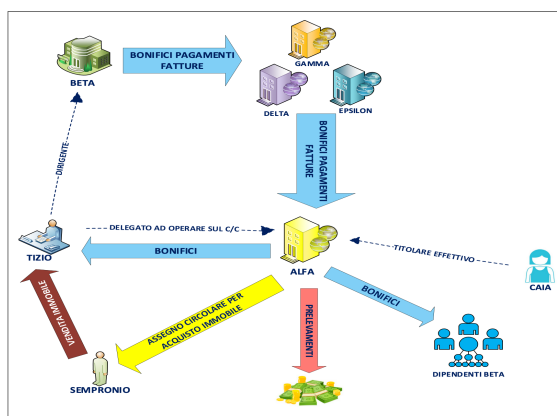 BONIFICI PAGAMENTI
FATTURE
BETA
GAMMA
DELTA
EPSILON
BONIFICI PAGAMENTI
FATTURE
DIRIGENTE
DELEGATO AD OPERARE SUL C/C
TIZIO
BONIFICI
ALFA
TITOLARE EFFETTIVO
CAIA
VENDITA IMMOBILE
ASSEGNO CIRCOLARE PER
ACQUISTO IMMOBILE
PRELEVAMENTI
BONIFICI
SEMPRONIO
DIPENDENTI BETA